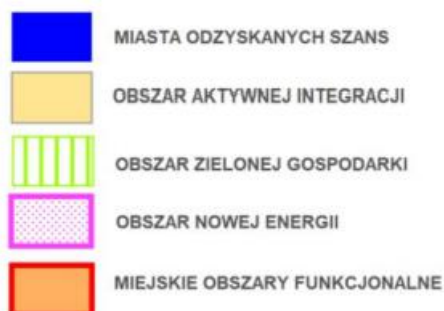 MIASTA ODZYSKANYCH SZANS
OBSZAR AKTYWNEJ INTEGRACJI
OBSZAR ZIELONEJ GOSPODARKI
OBSZAR NOWEJ ENERGII
MIEJSKIE OBSZARY FUNKCJONALNE